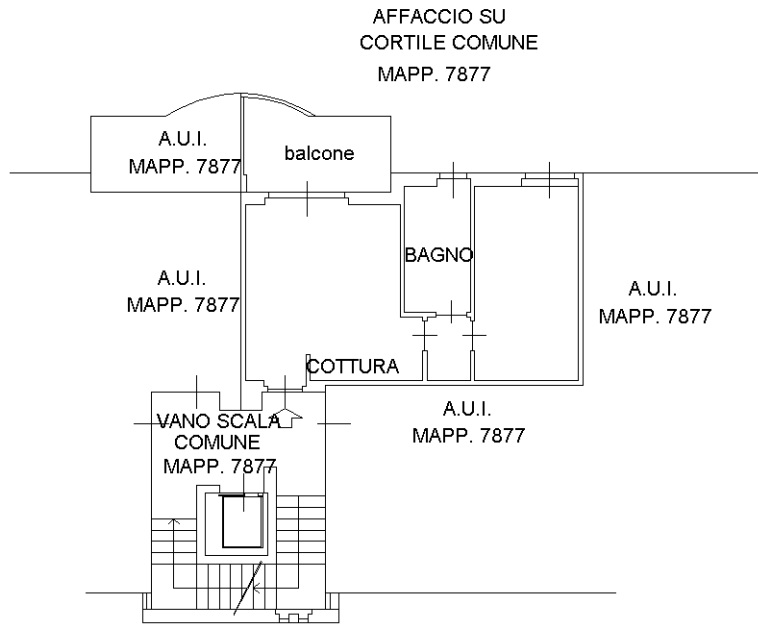 AFFACCIO SU
CORTILE COMUNE
MAPP. 7877
A.U.I.
MAPP. 7877
balcone
BAGNO
A.U.I.
MAPP. 7877
A.U.I.
MAPP. 7877
COTTURA
A.U.I.
MAPP. 7877
VANO SCALA
COMUNE
MAPP. 7877